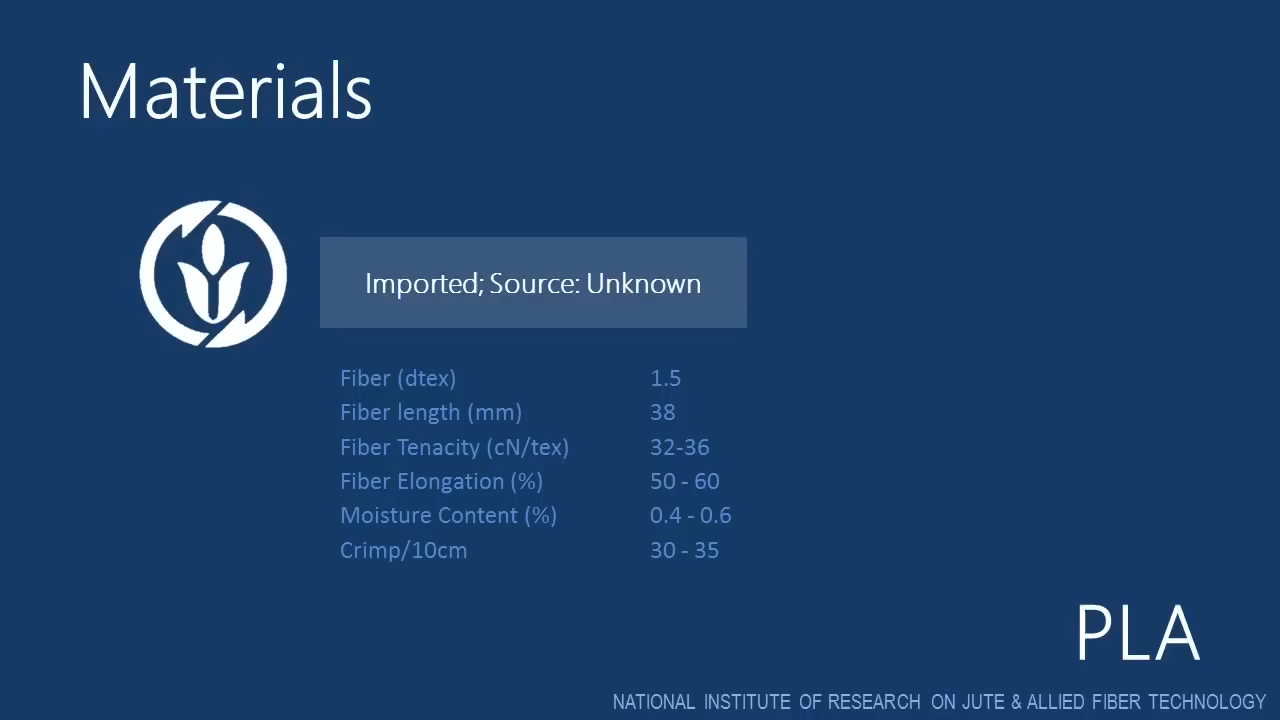 Materials
Imported; Source: Unknown
Fiber (dtex) 1.5
Fiber length (mm) 38
Fiber Tenacity (cN/tex) 32-36
Fiber Elongation (%) 50 - 60
Moisture Content (%) 0.4 - 0.6
Crimp/10cm 30 - 35
PLA
NATIONAL INSTITUTE OF RESEARCH ON JUTE & ALLIED FIBER TECHNOLOGY